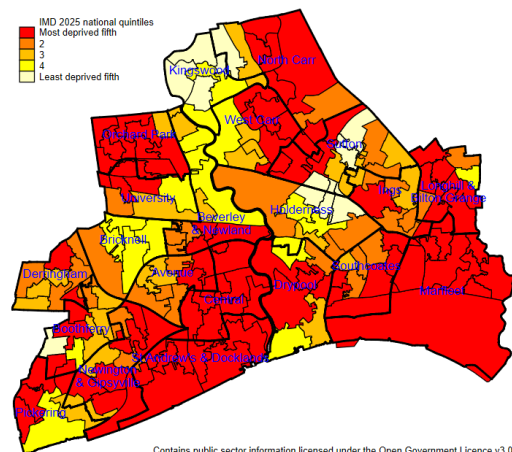 IMD 2025 national quintiles
Most deprived fifth
2
3
4
Least deprived fifth
North Carr
Kingswood
West Carr
Orchard Park
Sutton
Longhill &
Bilton Grange
Ings
University
Holderness
Beverley
& Newland
Bricknell
Southcoates
Derringham
Avenue
Drypool
Marfleet
Central
Boothferry
St Andrew's & Docklands
Newington
& Gipsyville
Pickering
Contains public sector information licensed under the Open Government Licence v3.0